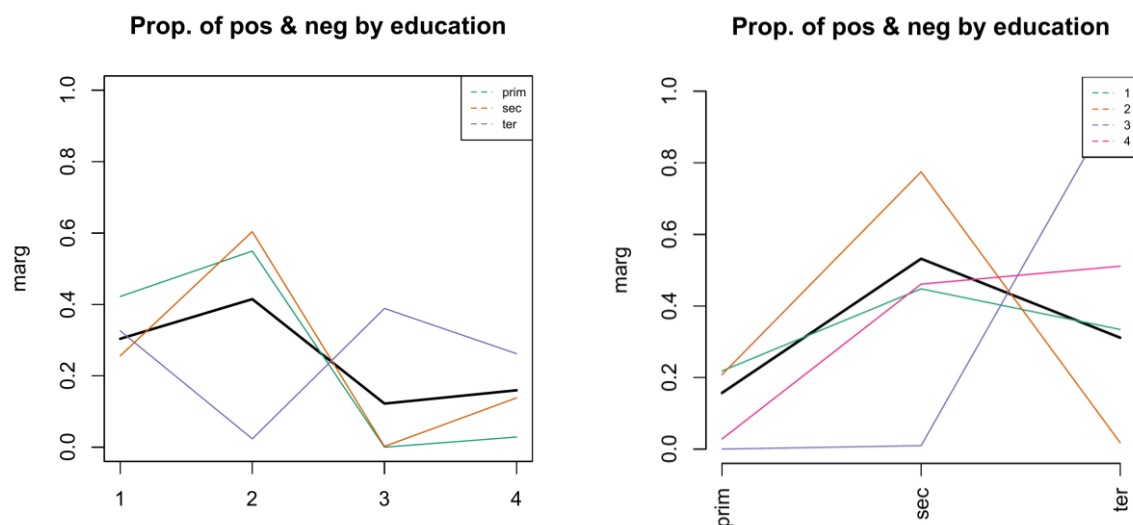 Prop. of pos & neg by education
marg
1.0
0.8
0.6
0.4
0.2
0.0
1 2 3 4
prim
sec
ter
Prop. of pos & neg by education
marg
1.0
0.8
0.6
0.4
0.2
0.0
prim sec ter
1
2
3
4